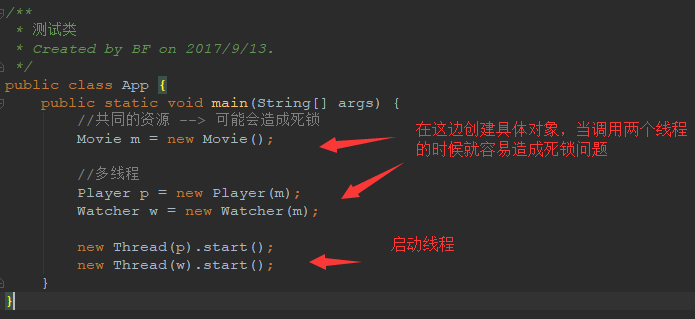 /**
* 测试类
* Created by BF on 2017/9/13.
*/
public class App {
public static void main(String[] args) {
//共同的资源 --> 可能会造成死锁
Movie m = new Movie();
在这边创建具体对象，当调用两个线程
的时候就容易造成死锁问题
//多线程
Player p = new Player(m);
Watcher w = new Watcher(m);
new Thread(p).start();
启动线程
new Thread(w).start();
}
}